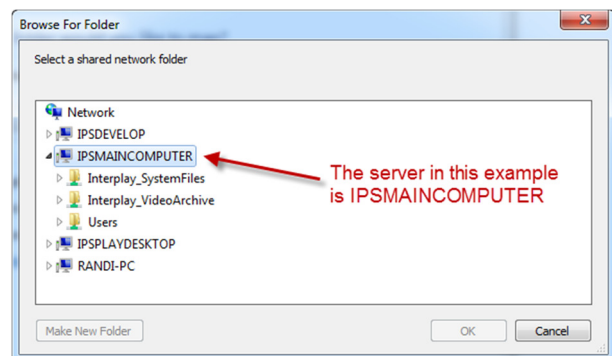 Browse For Folder
Select a shared network folder
Network
IPSDEVELOP
IPSMAINCOMPUTER
Interplay_SystemFiles
Interplay_VideoArchive
Users
IPSPLAYDESKTOP
RANDI-PC
The server in this example
is IPSMAINCOMPUTER
Make New Folder
OK
Cancel